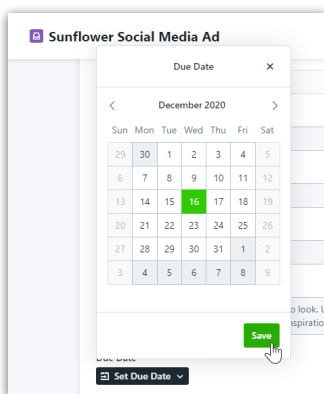 Sunflower Social Media Ad
Due Date
December 2020
Sun Mon Tue Wed Thu Fri Sat
29 30 1 2 3 4 5
6 7 8 9 10 11 12
13 14 15 16 17 18 19
20 21 22 23 24 25 26
27 28 29 30 31 1 2
3 4 5 6 7 8 9
look. U
Save
Due Date
Set Due Date